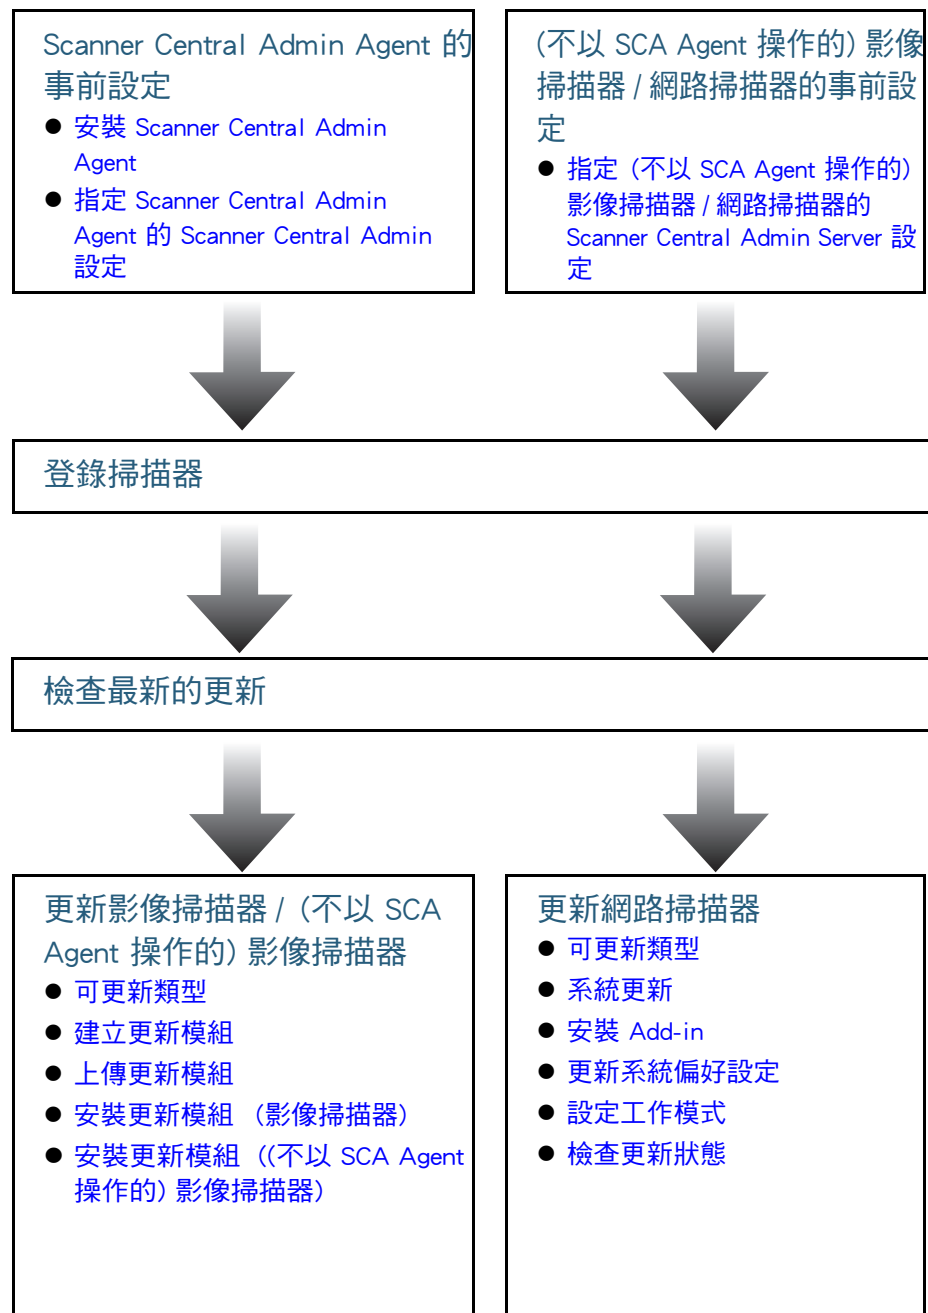 Scanner Central Admin Agent 的
事前設定
● 安裝 Scanner Central Admin
Agent
● 指定 Scanner Central Admin
Agent 的 Scanner Central Admin
設定
(不以 SCA Agent 操作的) 影像
掃描器 / 網路掃描器的事前設
定
● 指定 (不以 SCA Agent 操作的)
影像掃描器 / 網路掃描器的
Scanner Central Admin Server 設
定
登錄掃描器
檢查最新的更新
更新影像掃描器 / (不以 SCA
Agent 操作的) 影像掃描器
● 可更新類型
● 建立更新模組
● 上傳更新模組
● 安裝更新模組 (影像掃描器)
● 安裝更新模組 ((不以 SCA Agent
操作的) 影像掃描器)
更新網路掃描器
● 可更新類型
● 系統更新
● 安裝 Add-in
● 更新系統偏好設定
● 設定工作模式
● 檢查更新狀態